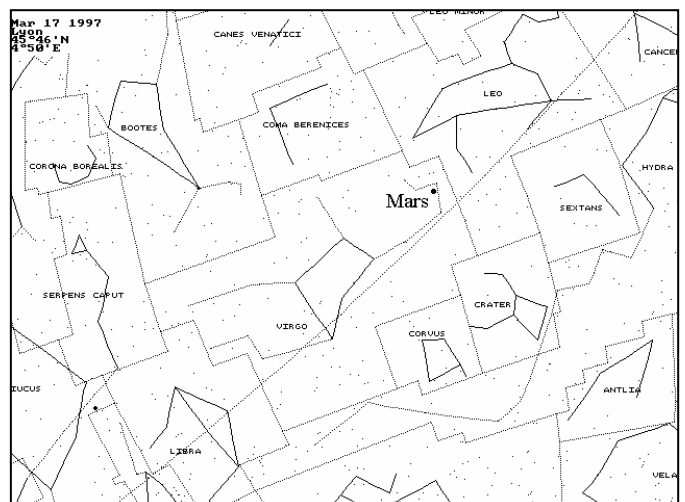 Mar 17 1997
Lyon
45°46'N
4°50'E
LEO MINOR
CANES VENATICI
CANCE
LEO
BOOTES
COMA BERENICES
CORONA BOREALIS
HYDRA
Mars
SEXTANS
SERPENS CAPUT
CRATER
VIRGO
CORVUS
IUCUS
ANTLIA
LIBRA
VELA